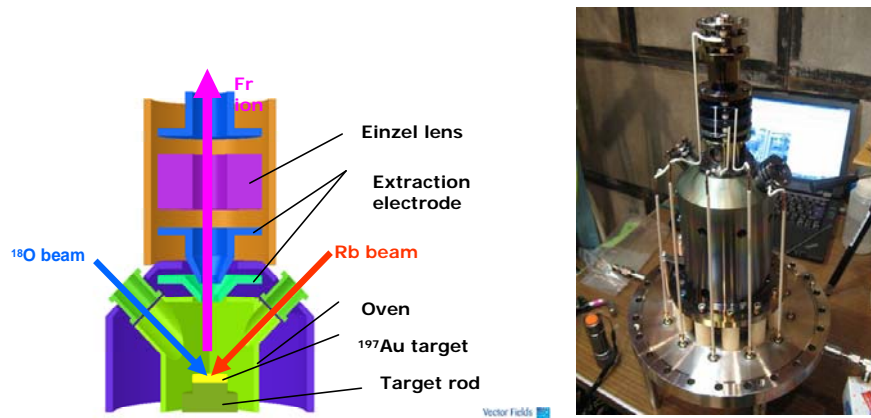 Fr
ion
Einzel lens
Extraction
electrode
¹⁸O beam
Rb beam
Oven
¹⁹⁷Au target
Target rod
Vector Fields